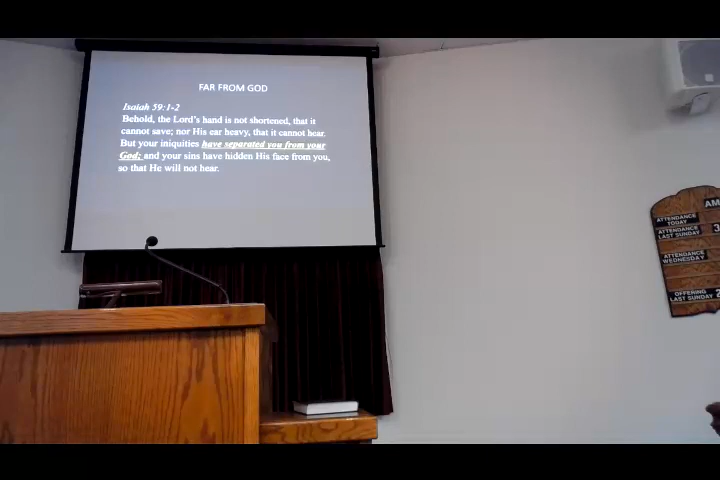 FAR FROM GOD
Isaiah 59:1-2
Behold, the Lord's hand is not shortened, that it
cannot save; nor His ear heavy, that it cannot hear.
But your iniquities have separated you from your
God; and your sins have hidden His face from you,
so that He will not hear.
AM
ATTENDANCE
TODAY
ATTENDANCE
LAST SUNDAY
3
ATTENDANCE
WEDNESDAY
OFFERING
LAST SUNDAY
2